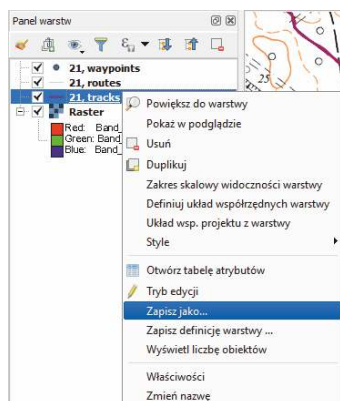 Panel warstw
21, waypoints
21, routes
21, tracks
Raster
Red: Band_
Green: Band_
Blue: Band_
25
Powiększ do warstwy
Pokaż w podglądzie
Usuń
Duplikuj
Zakres skalowy widoczności warstwy
Definiuj układ współrzędnych warstwy
Układ wsp. projektu z warstwy
Style
Otwórz tabelę atrybutów
Tryb edycji
Zapisz jako...
Zapisz definicję warstwy ...
Wyświetl liczbę obiektów
Właściwości
Zmień nazwę